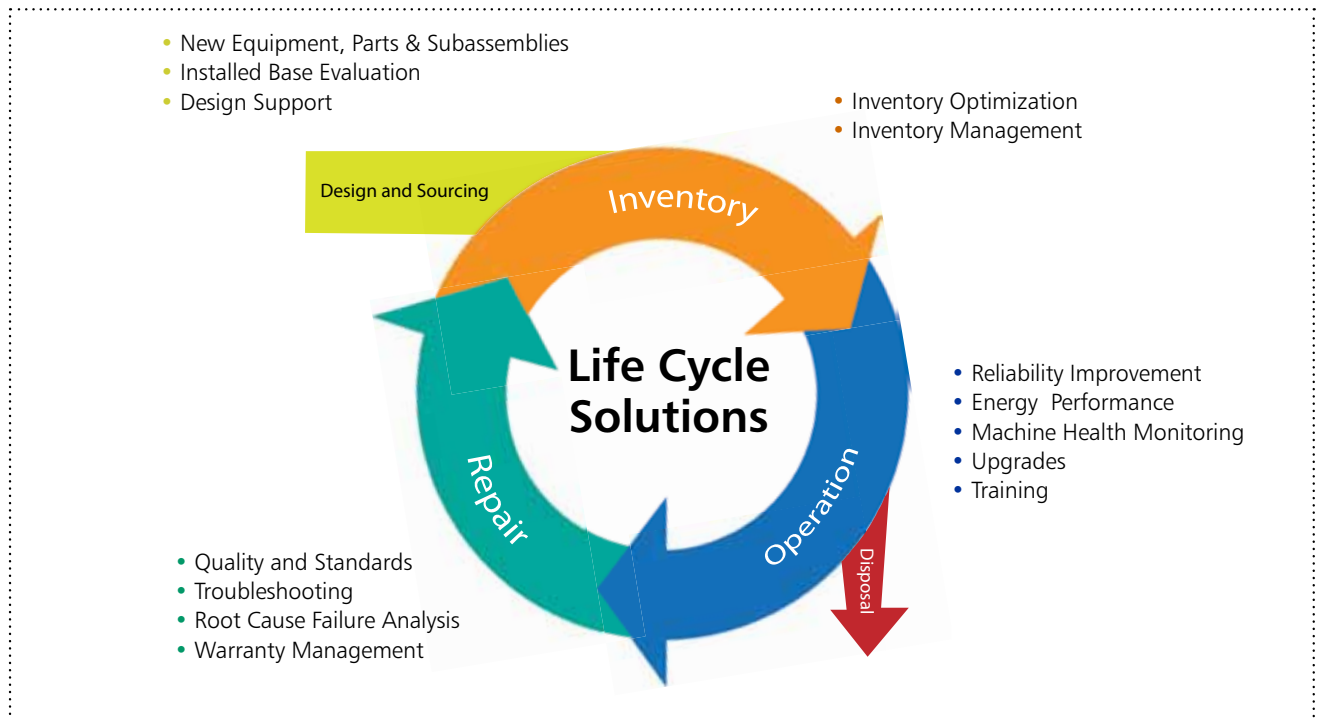 • New Equipment, Parts & Subassemblies
• Installed Base Evaluation
• Design Support
• Inventory Optimization
• Inventory Management
Design and Sourcing
Inventory
Life Cycle
Solutions
• Reliability Improvement
• Energy Performance
• Machine Health Monitoring
• Upgrades
• Training
Operation
Disposal
Repair
• Quality and Standards
• Troubleshooting
• Root Cause Failure Analysis
• Warranty Management